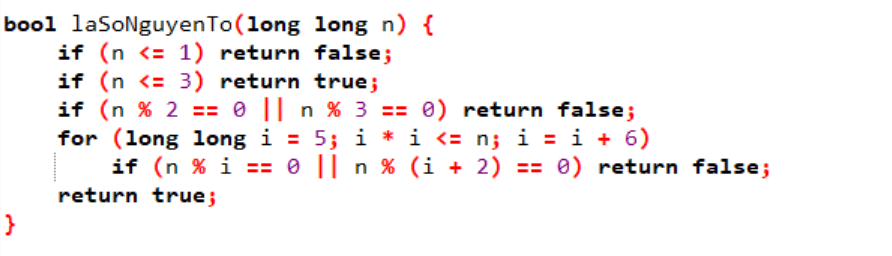 bool laSoNguyenTo(long long n) {
    if (n <= 1) return false;
    if (n <= 3) return true;
    if (n % 2 == 0 || n % 3 == 0) return false;
    for (long long i = 5; i * i <= n; i = i + 6)
        if (n % i == 0 || n % (i + 2) == 0) return false;
    return true;
}